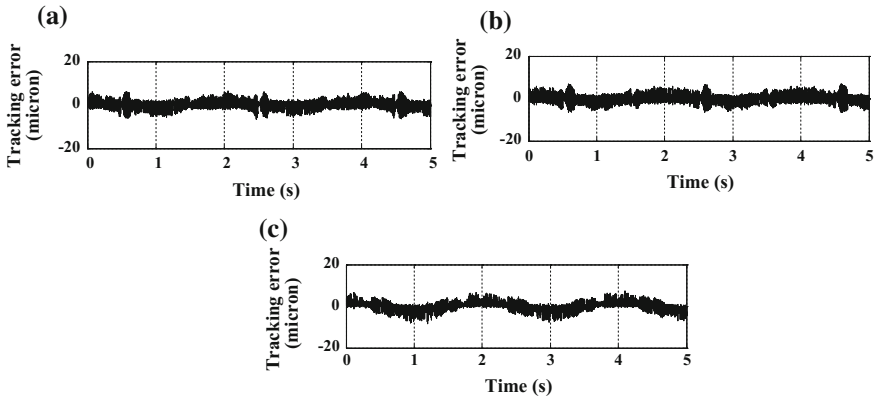 (a)
Tracking error
(micron)
20
0
-20
0 1 2 3 4 5
Time (s)
(b)
Tracking error
(micron)
20
0
-20
0 1 2 3 4 5
Time (s)
(c)
Tracking error
(micron)
20
0
-20
0 1 2 3 4 5
Time (s)